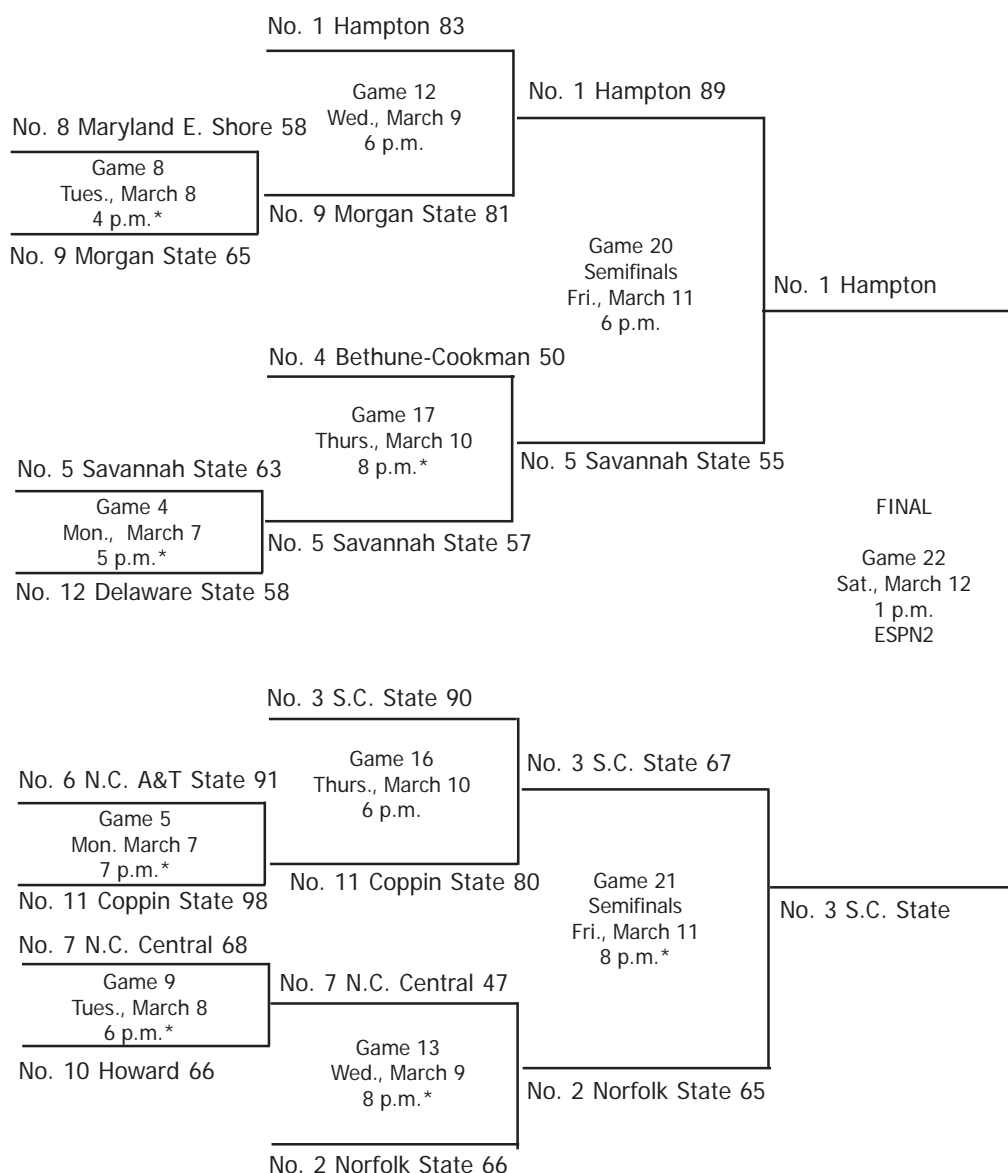 No. 1 Hampton 83
Game 12
Wed., March 9
6 p.m.
No. 1 Hampton 89
No. 8 Maryland E. Shore 58
Game 8
Tues., March 8
4 p.m.*
No. 9 Morgan State 65
No. 9 Morgan State 81
Game 20
Semifinals
Fri., March 11
6 p.m.
No. 1 Hampton
No. 4 Bethune-Cookman 50
Game 17
Thurs., March 10
8 p.m.*
No. 5 Savannah State 55
No. 5 Savannah State 63
Game 4
Mon., March 7
5 p.m.*
No. 12 Delaware State 58
No. 5 Savannah State 57
FINAL
Game 22
Sat., March 12
1 p.m.
ESPN2
No. 3 S.C. State 90
Game 16
Thurs., March 10
6 p.m.
No. 3 S.C. State 67
No. 6 N.C. A&T State 91
Game 5
Mon. March 7
7 p.m.*
No. 11 Coppin State 98
No. 11 Coppin State 80
Game 21
Semifinals
Fri., March 11
8 p.m.*
No. 3 S.C. State
No. 7 N.C. Central 68
Game 9
Tues., March 8
6 p.m.*
No. 10 Howard 66
No. 7 N.C. Central 47
Game 13
Wed., March 9
8 p.m.*
No. 2 Norfolk State 65
No. 2 Norfolk State 66